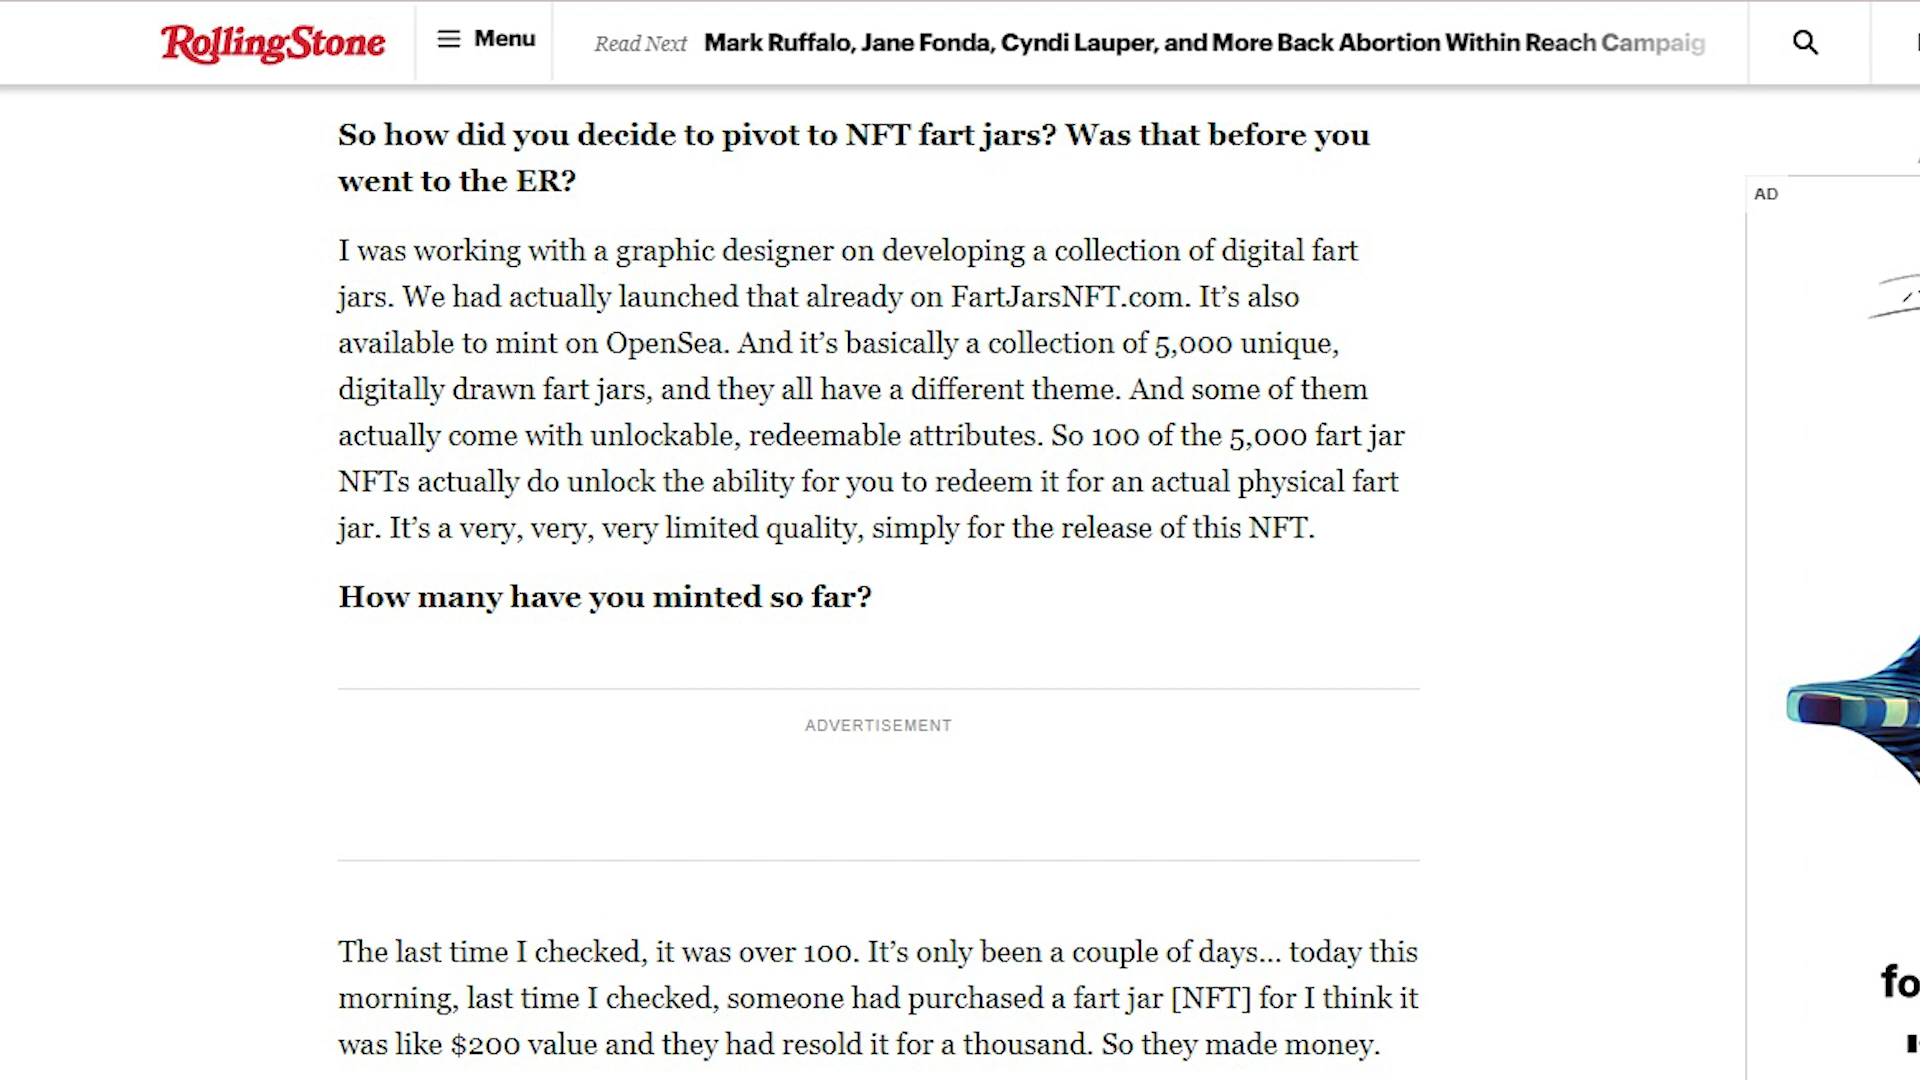 RollingStone
Menu
Read Next Mark Ruffalo, Jane Fonda, Cyndi Lauper, and More Back Abortion Within Reach Campaig
So how did you decide to pivot to NFT fart jars? Was that before you
went to the ER?
AD
I was working with a graphic designer on developing a collection of digital fart
jars. We had actually launched that already on FartJarsNFT.com. It’s also
available to mint on OpenSea. And it’s basically a collection of 5,000 unique,
digitally drawn fart jars, and they all have a different theme. And some of them
actually come with unlockable, redeemable attributes. So 100 of the 5,000 fart jar
NFTs actually do unlock the ability for you to redeem it for an actual physical fart
jar. It’s a very, very, very limited quality, simply for the release of this NFT.
How many have you minted so far?
ADVERTISEMENT
The last time I checked, it was over 100. It’s only been a couple of days... today this
morning, last time I checked, someone had purchased a fart jar [NFT] for I think it
was like $200 value and they had resold it for a thousand. So they made money.
fo